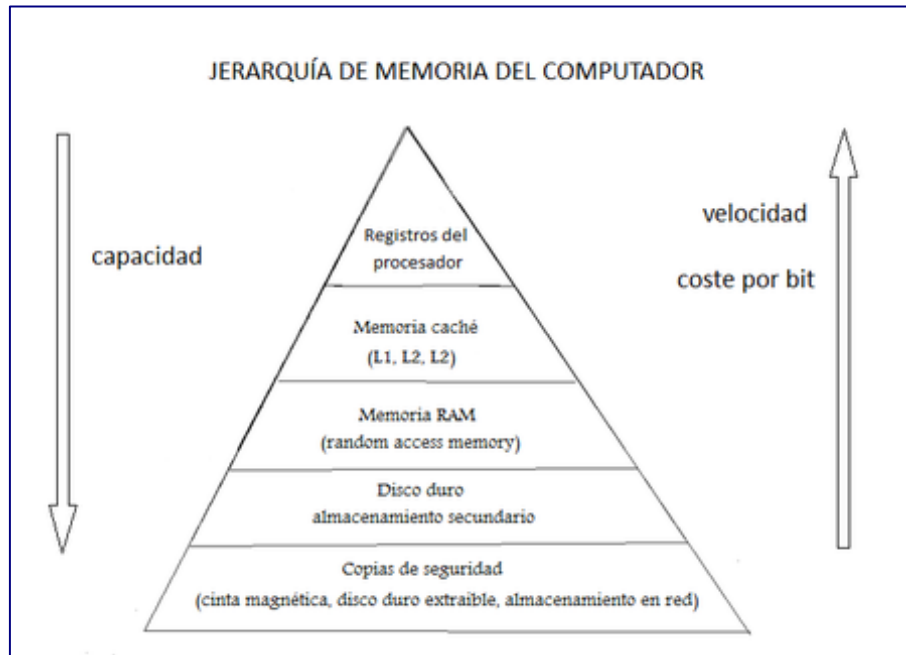 JERARQUÍA DE MEMORIA DEL COMPUTADOR
capacidad
velocidad
coste por bit
Registros del
procesador
Memoria caché
(L1, L2, L2)
Memoria RAM
(random access memory)
Disco duro
almacenamiento secundario
Copias de seguridad
(cinta magnética, disco duro extraible, almacenamiento en red)